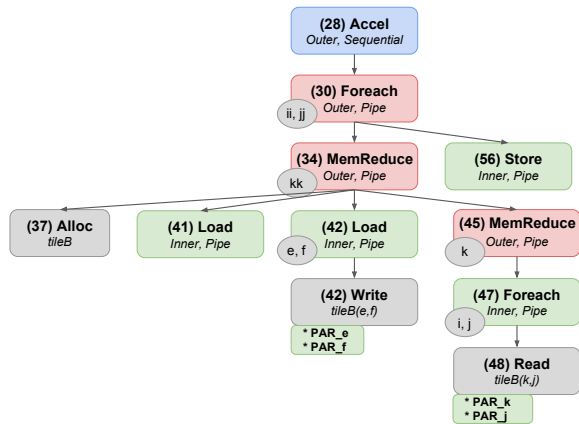 (28) Accel
Outer, Sequential
(30) Foreach
Outer, Pipe
ii, jj
(34) MemReduce
Outer, Pipe
kk
(56) Store
Inner, Pipe
(37) Alloc
tileB
(41) Load
Inner, Pipe
(42) Load
Inner, Pipe
e, f
(45) MemReduce
Outer, Pipe
k
(42) Write
tileB(e,f)
* PAR_e
* PAR_f
(47) Foreach
Inner, Pipe
i, j
(48) Read
tileB(k,j)
* PAR_k
* PAR_j